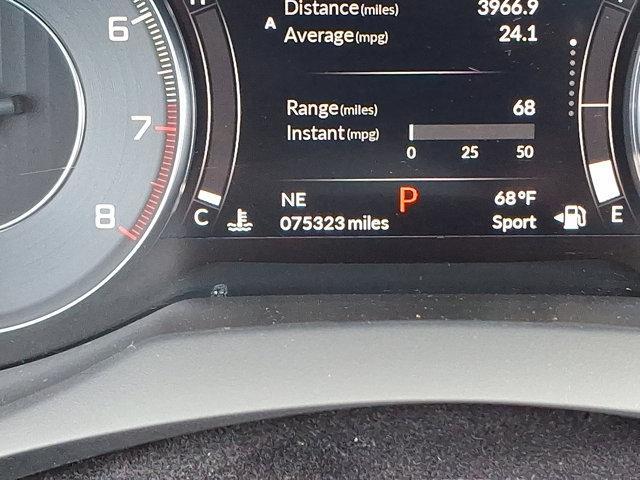 Distance (miles) 3966.9
A
Average (mpg) 24.1
6
7
8
Range (miles) 68
Instant (mpg)
0 25 50
NE P 68°F
C E
075323 miles Sport